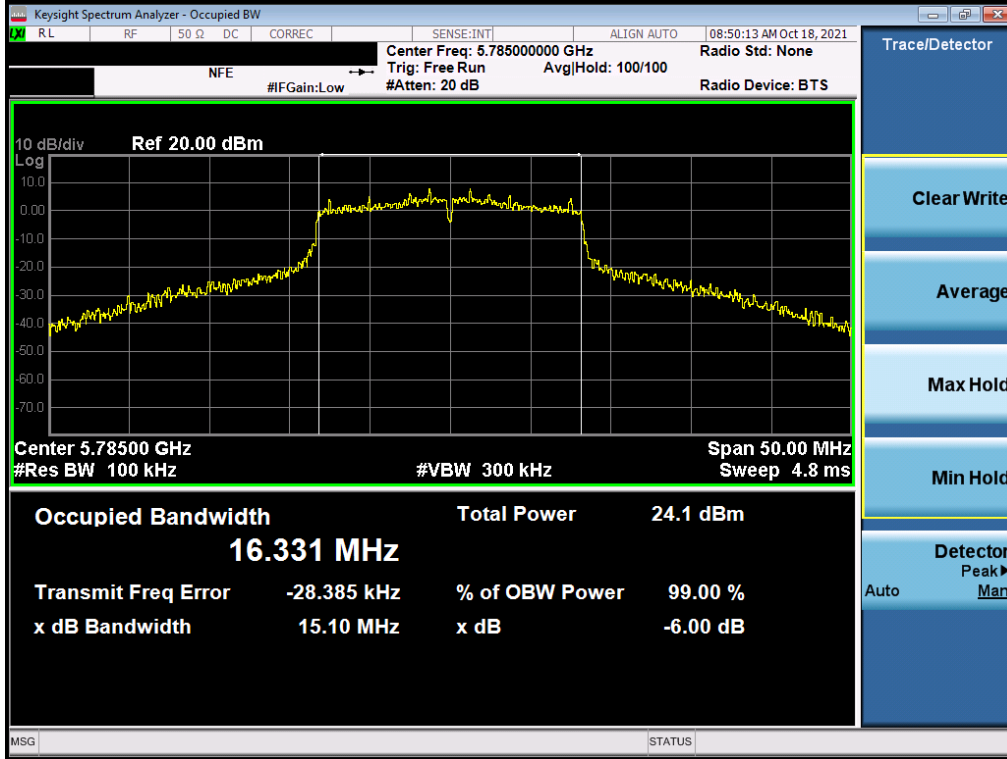 Keysight Spectrum Analyzer - Occupied BW
LXI RL RF 50 Ω DC CORREC SENSE:INT ALIGN AUTO 08:50:13 AM Oct 18, 2021
Center Freq: 5.785000000 GHz Radio Std: None
NFE Trig: Free Run Avg|Hold: 100/100
#IFGain:Low #Atten: 20 dB Radio Device: BTS
10 dB/div Ref 20.00 dBm
Log
10.0
0.00
-10.0
-20.0
-30.0
-40.0
-50.0
-60.0
-70.0
Center 5.78500 GHz Span 50.00 MHz
#Res BW 100 kHz #VBW 300 kHz Sweep 4.8 ms
Occupied Bandwidth Total Power 24.1 dBm
16.331 MHz
Transmit Freq Error -28.385 kHz % of OBW Power 99.00 %
x dB Bandwidth 15.10 MHz x dB -6.00 dB
MSG STATUS
Trace/Detector
Clear Write
Average
Max Hold
Min Hold
Detector
Peak
Auto Man